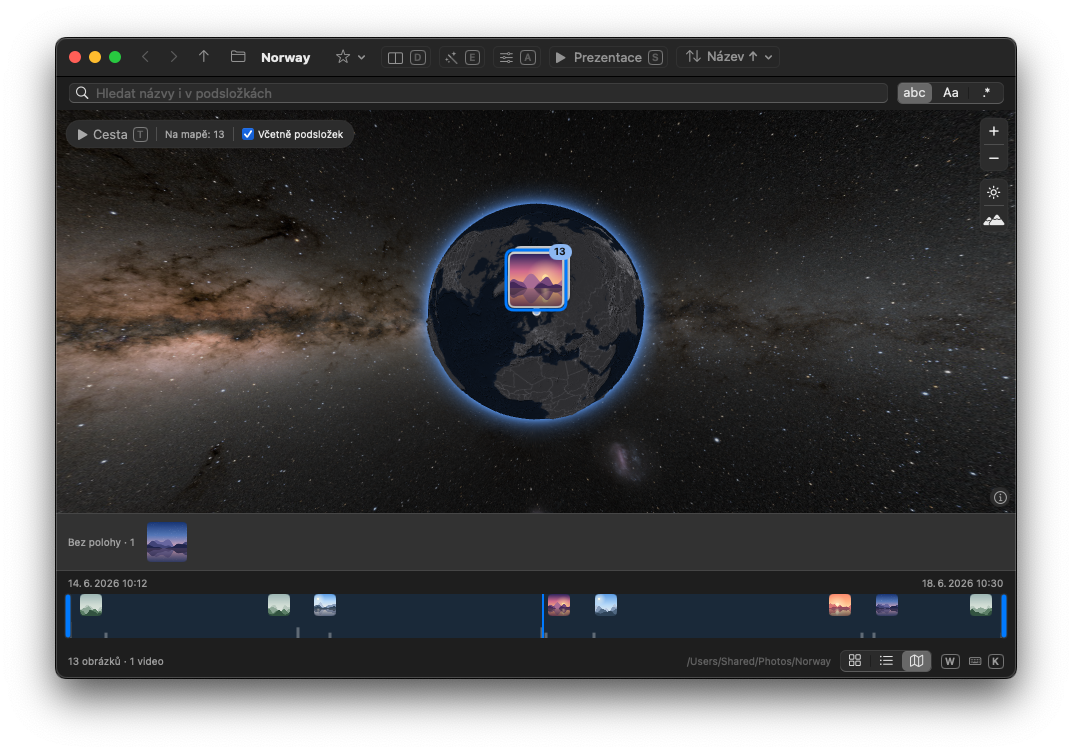 Norway
D
E
A
Prezentace S
Název
Hledat názvy i v podsložkách
abc Aa .*
Cesta T Na mapě: 13 Včetně podsložek
+
−
13
Bez polohy · 1
14. 6. 2026 10:12 18. 6. 2026 10:30
13 obrázků · 1 video /Users/Shared/Photos/Norway W K